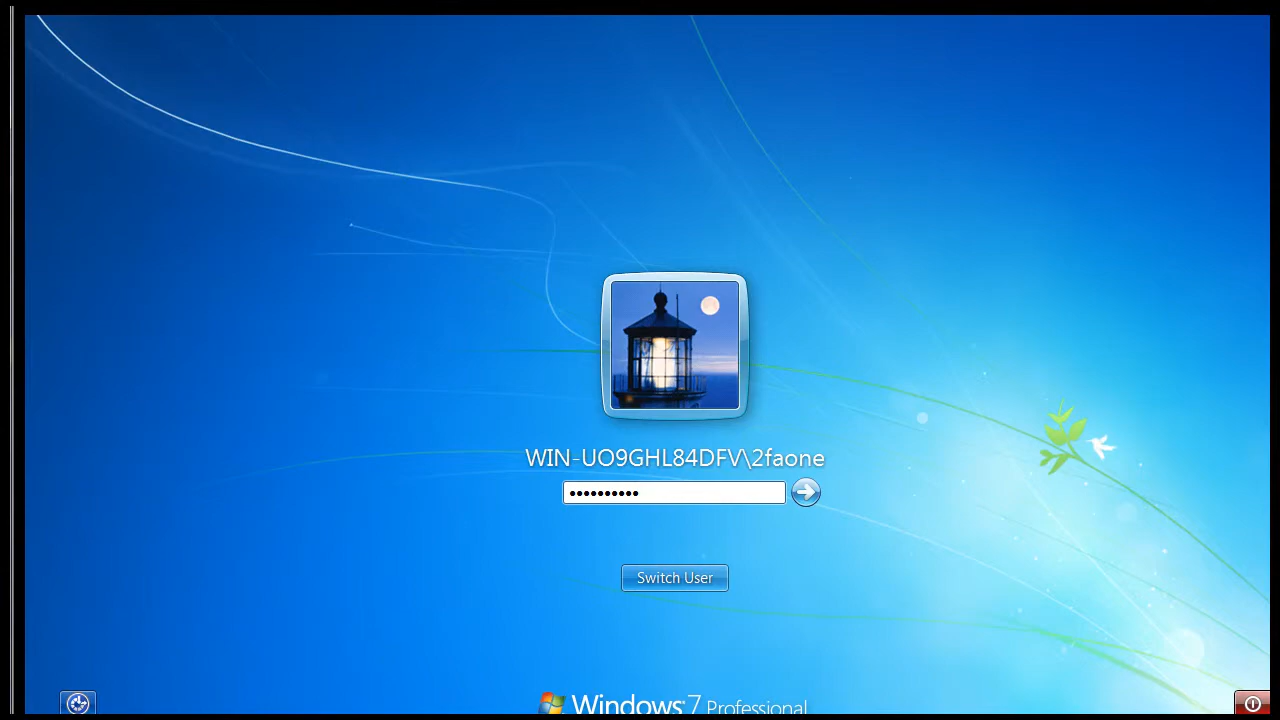 WIN-UO9GHL84DFV\2faone
••••••••••
Switch User
Windows 7 Professional